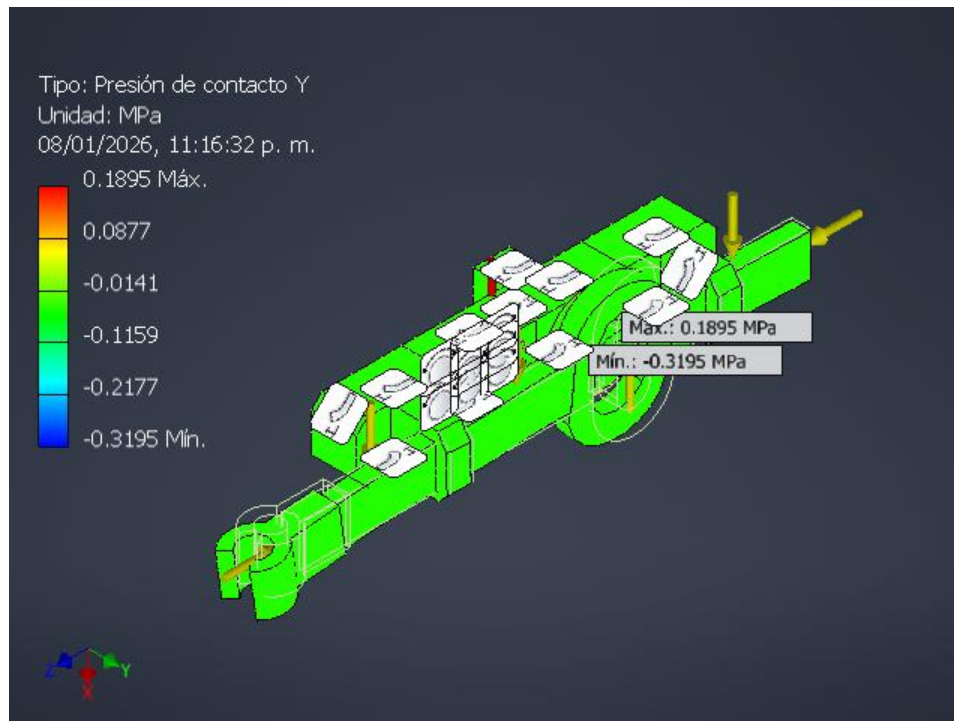 Tipo: Presión de contacto Y
Unidad: MPa
08/01/2026, 11:16:32 p. m.
0.1895 Máx.
0.0877
-0.0141
-0.1159
-0.2177
-0.3195 Mín.
Máx.: 0.1895 MPa
Mín.: -0.3195 MPa
Z
Y
X